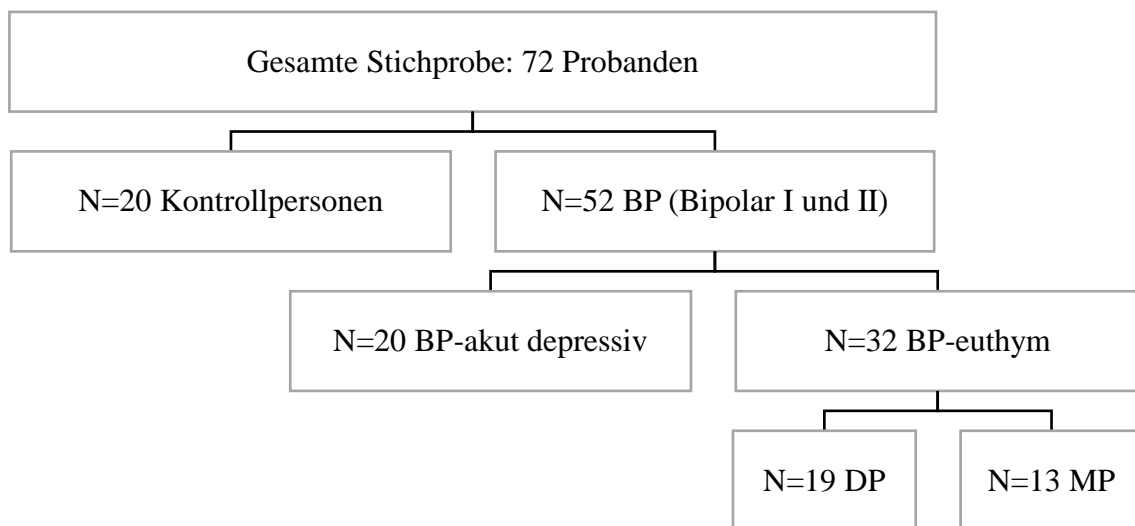 Gesamte Stichprobe: 72 Probanden
N=20 Kontrollpersonen
N=52 BP (Bipolar I und II)
N=20 BP-akut depressiv
N=32 BP-euthym
N=19 DP
N=13 MP